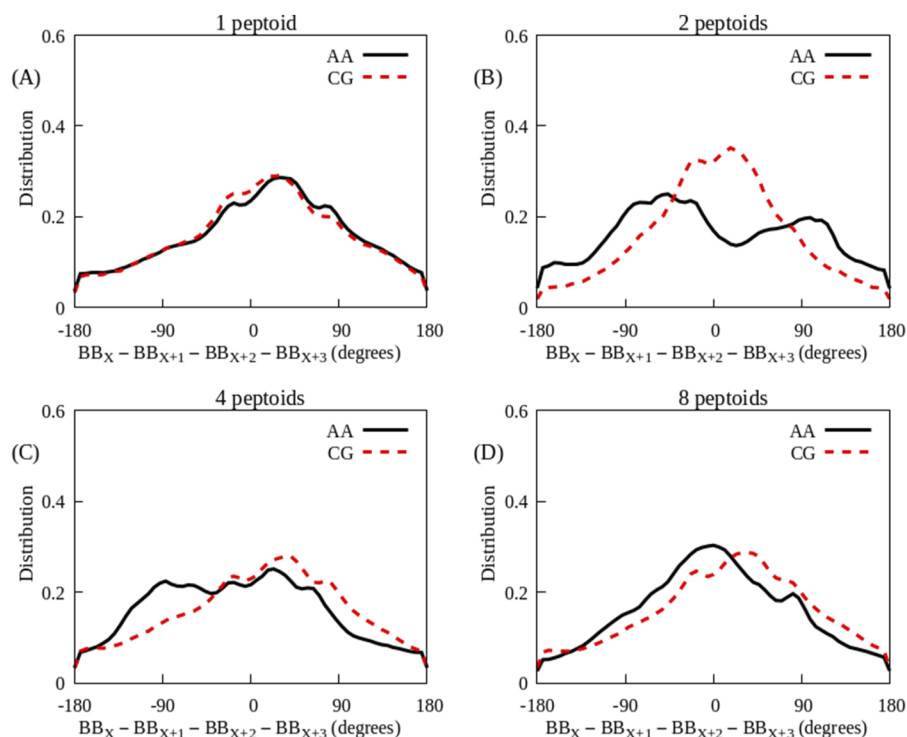 1 peptoid
(A)
0.6
0.4
0.2
0
Distribution
AA
CG
-180 -90 0 90 180
BBX – BBX+1 – BBX+2 – BBX+3 (degrees)
2 peptoids
(B)
0.6
0.4
0.2
0
Distribution
AA
CG
-180 -90 0 90 180
BBX – BBX+1 – BBX+2 – BBX+3 (degrees)
4 peptoids
(C)
0.6
0.4
0.2
0
Distribution
AA
CG
-180 -90 0 90 180
BBX – BBX+1 – BBX+2 – BBX+3 (degrees)
8 peptoids
(D)
0.6
0.4
0.2
0
Distribution
AA
CG
-180 -90 0 90 180
BBX – BBX+1 – BBX+2 – BBX+3 (degrees)